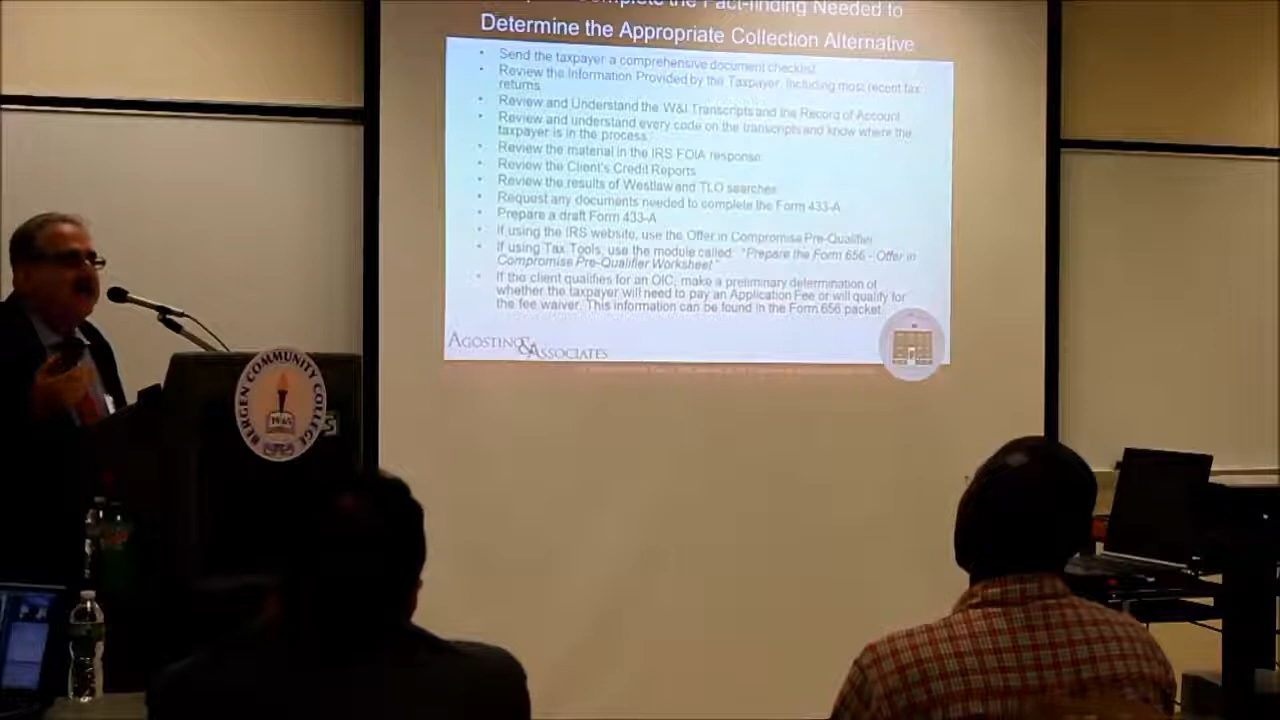 Complete the Fact-finding Needed to
Determine the Appropriate Collection Alternative
• Send the taxpayer a comprehensive document checklist
• Review the Information Provided by the Taxpayer, including most recent tax
returns
• Review and Understand the W&I Transcripts and the Record of Account
• Review and understand every code on the transcripts and know where the
taxpayer is in the process
• Review the material in the IRS FOIA response
• Review the Client's Credit Reports
• Review the results of Westlaw and TLO searches
• Request any documents needed to complete the Form 433-A
• Prepare a draft Form 433-A
• If using the IRS website, use the Offer in Compromise Pre-Qualifier
• If using Tax Tools, use the module called: "Prepare the Form 656 - Offer in
Compromise Pre-Qualifier Worksheet"
• If the client qualifies for an OIC, make a preliminary determination of
whether the taxpayer will need to pay an Application Fee or will qualify for
the fee waiver. This information can be found in the Form 656 packet
AGOSTINO & ASSOCIATES
BERGEN COMMUNITY COLLEGE
1965